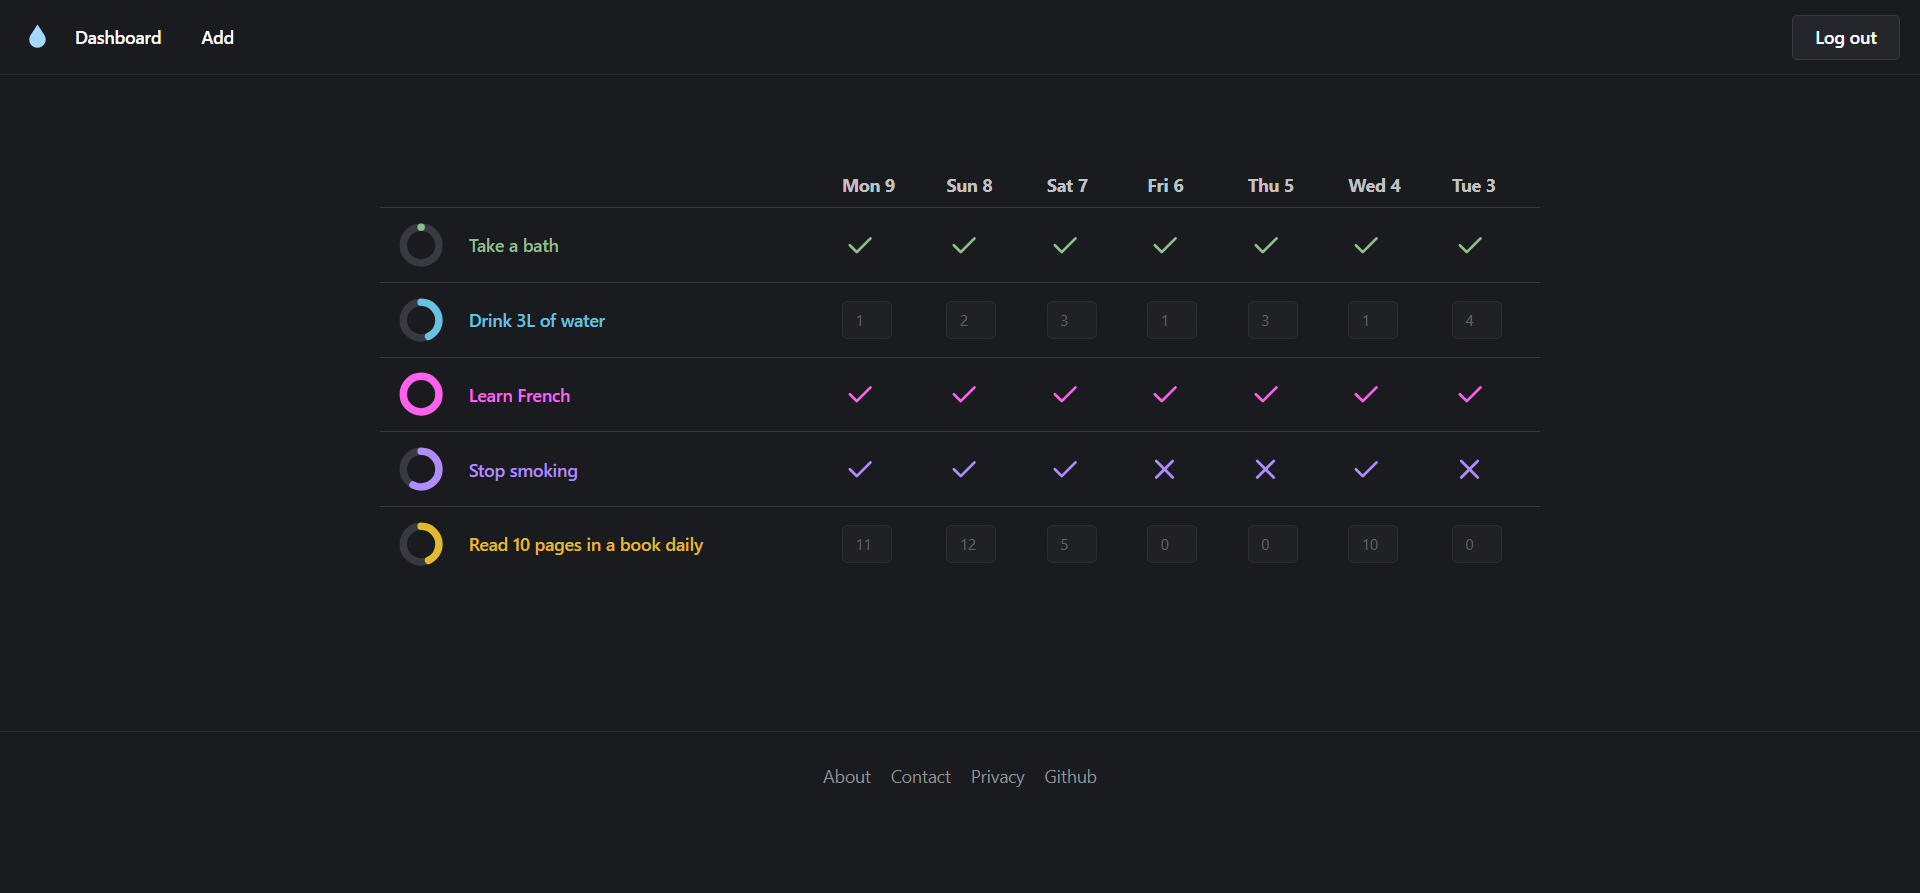 Dashboard Add Log out
Mon 9 Sun 8 Sat 7 Fri 6 Thu 5 Wed 4 Tue 3
Take a bath
Drink 3L of water 1 2 3 1 3 1 4
Learn French
Stop smoking
Read 10 pages in a book daily 11 12 5 0 0 10 0
About Contact Privacy Github